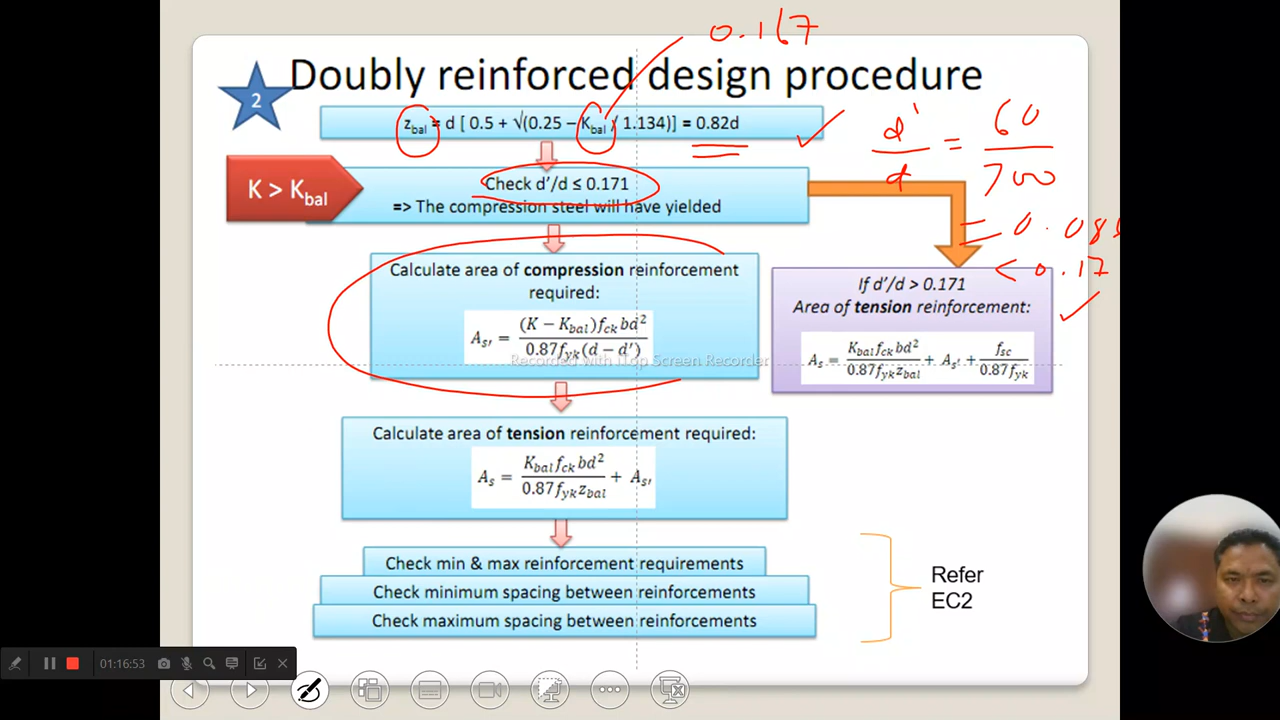 0.167
Doubly reinforced design procedure
2
z_bal = d [ 0.5 + √(0.25 – K_bal / 1.134)] = 0.82d
d'/d = 60/700
K > K_bal
Check d'/d ≤ 0.171
=> The compression steel will have yielded
= 0.08
< 0.17
Calculate area of compression reinforcement
required:
A_s' = (K − K_bal)f_ck bd² / 0.87f_yk(d − d')
Recorded with iTop Screen Recorder
If d'/d > 0.171
Area of tension reinforcement:
A_s = K_bal f_ck bd² / 0.87f_yk z_bal + A_s' + f_sc / 0.87f_yk
Calculate area of tension reinforcement required:
A_s = K_bal f_ck bd² / 0.87f_yk z_bal + A_s'
Check min & max reinforcement requirements
Check minimum spacing between reinforcements
Check maximum spacing between reinforcements
Refer
EC2
01:16:53